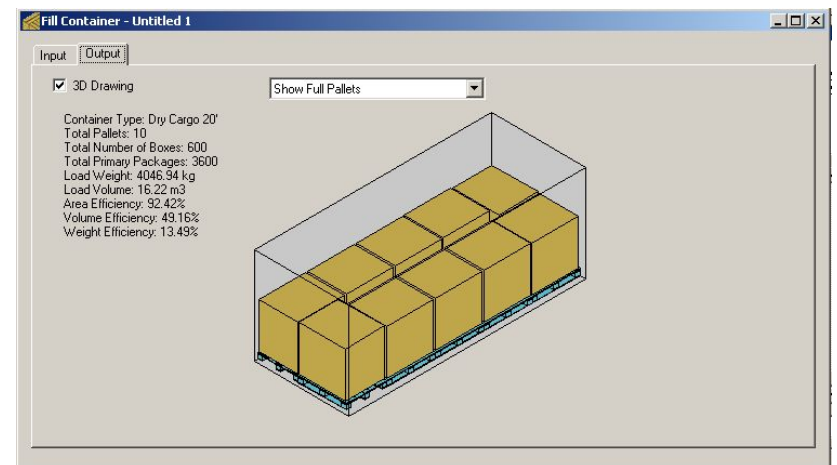 Fill Container - Untitled 1
Input Output
3D Drawing
Show Full Pallets
Container Type: Dry Cargo 20'
Total Pallets: 10
Total Number of Boxes: 600
Total Primary Packages: 3600
Load Weight: 4046.94 kg
Load Volume: 16.22 m3
Area Efficiency: 92.42%
Volume Efficiency: 49.16%
Weight Efficiency: 13.49%